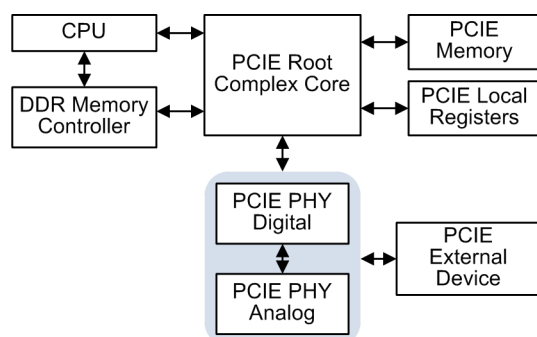 CPU
DDR Memory
Controller
PCIE Root
Complex Core
PCIE
Memory
PCIE Local
Registers
PCIE PHY
Digital
PCIE PHY
Analog
PCIE
External
Device